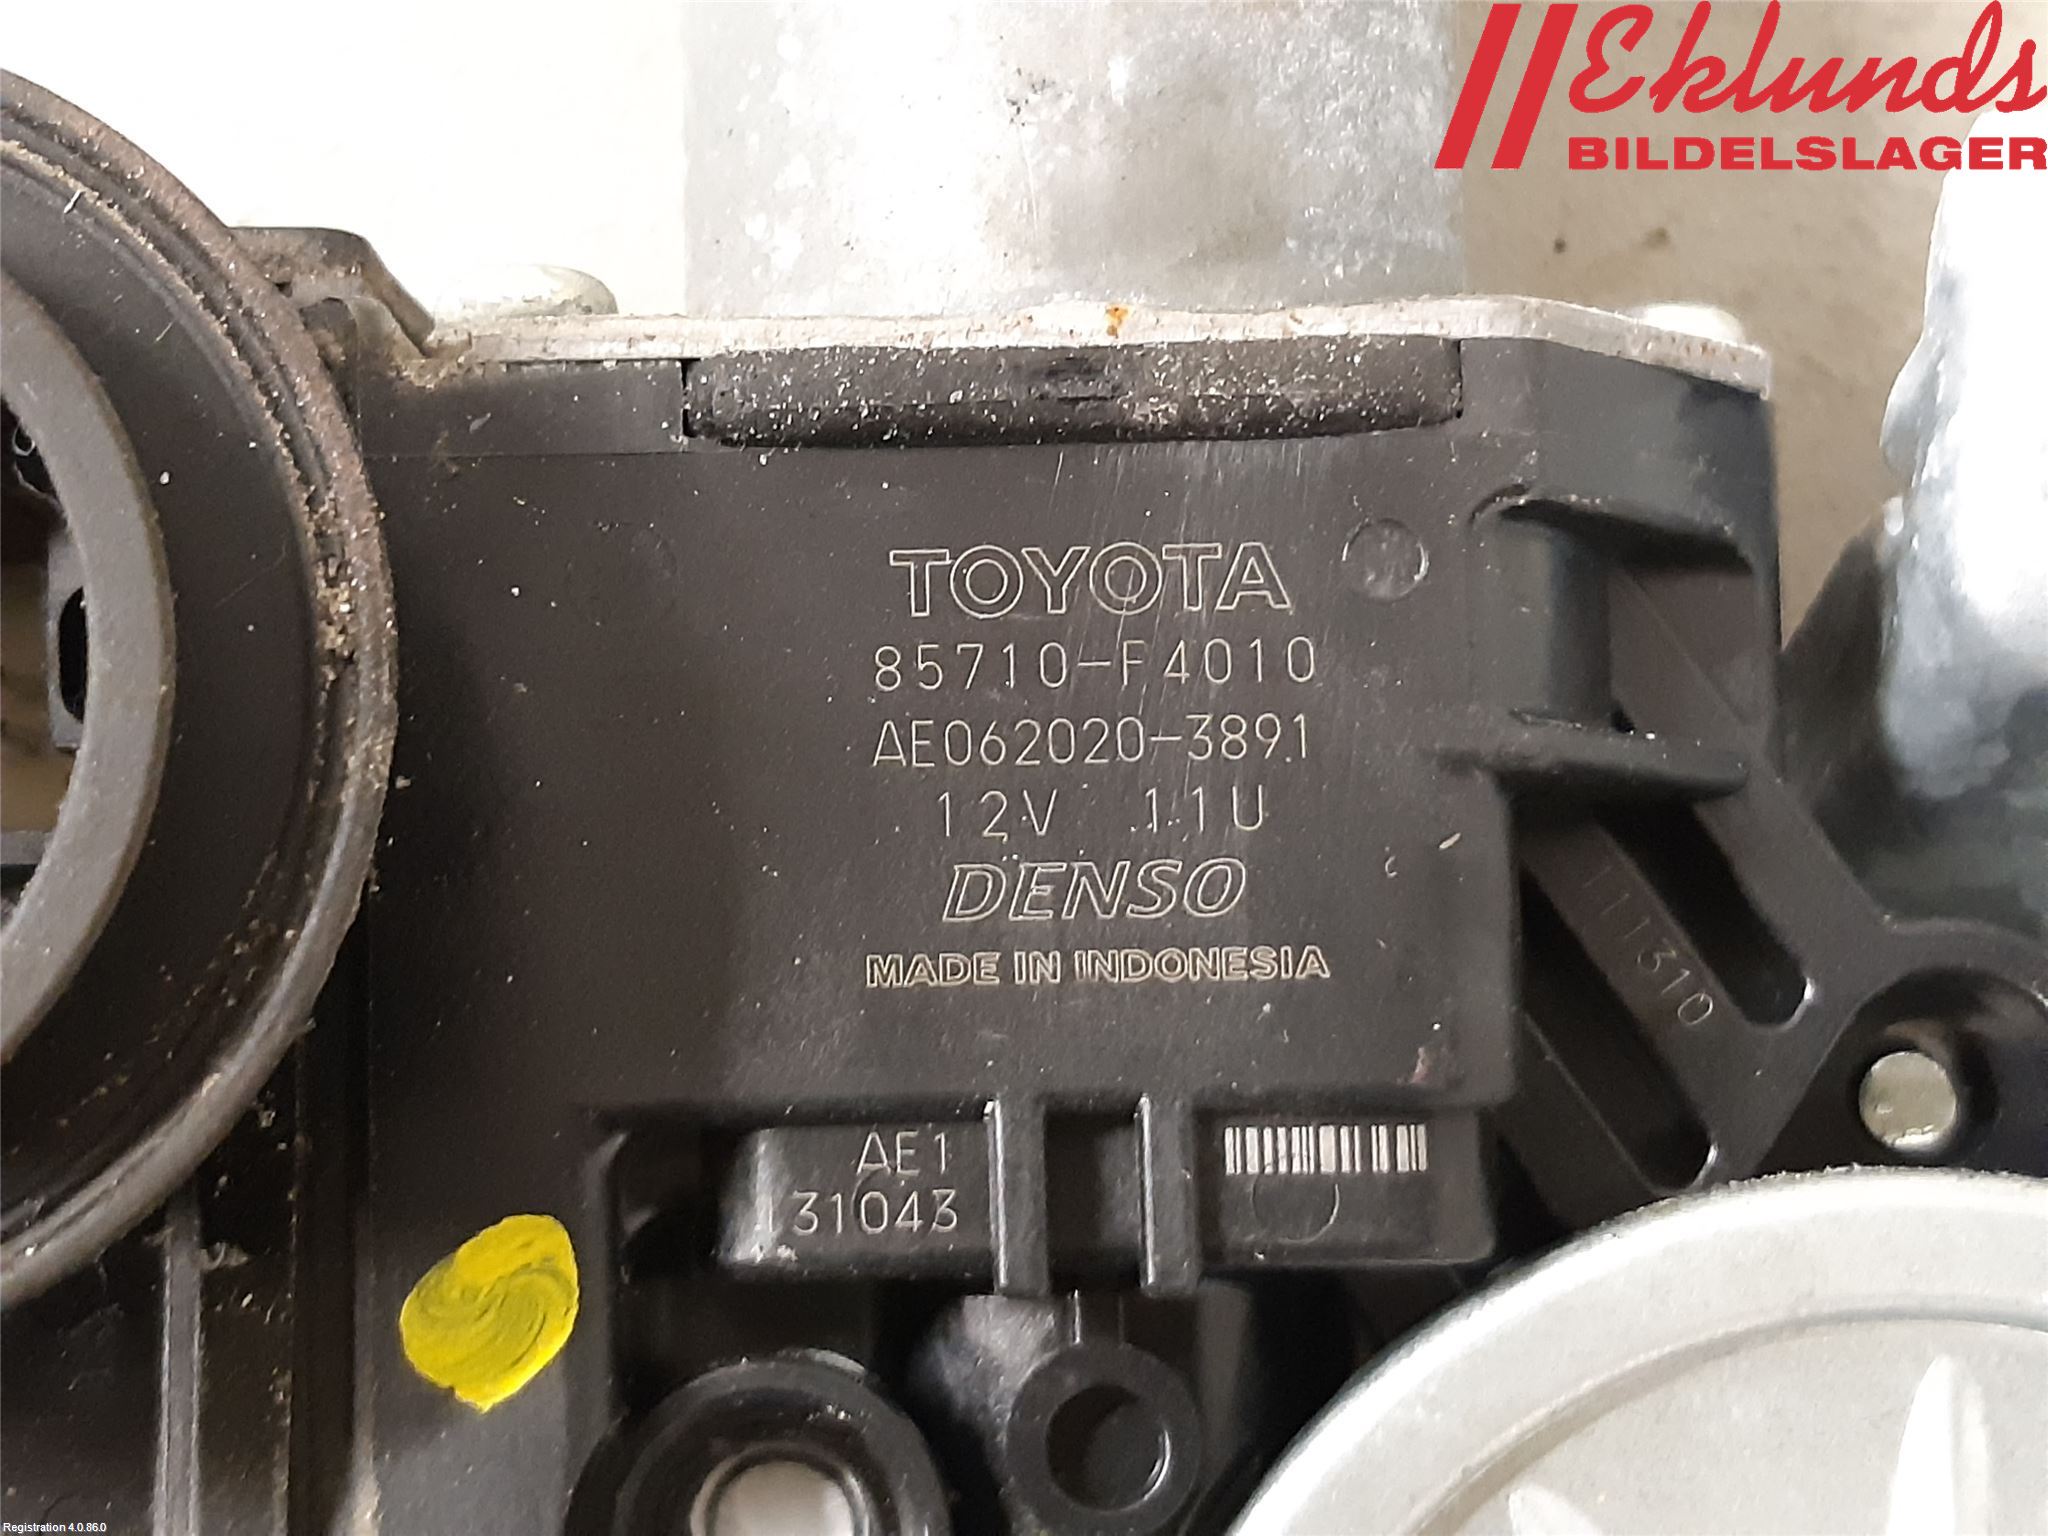 Eklunds
BILDELSLAGER
TOYOTA
85710-F4010
AE062020-3891
12V 11U
DENSO
MADE IN INDONESIA
111310
AE1
31043
Registration 4.0.86.0